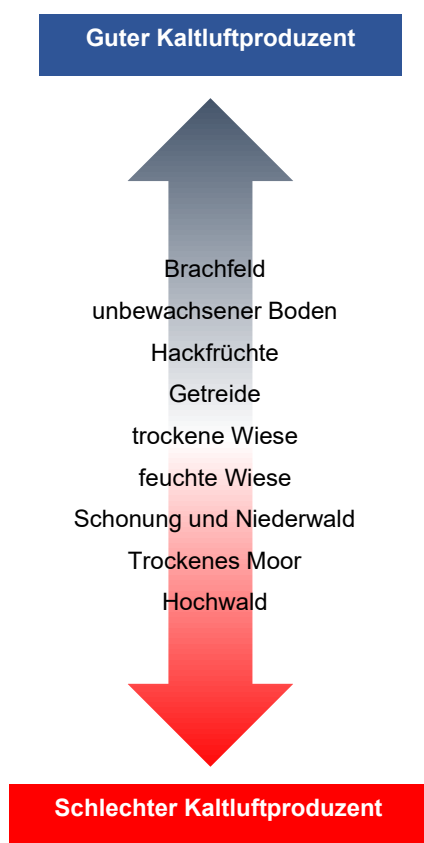 Guter Kaltluftproduzent
Brachfeld
unbewachsener Boden
Hackfrüchte
Getreide
trockene Wiese
feuchte Wiese
Schonung und Niederwald
Trockenes Moor
Hochwald
Schlechter Kaltluftproduzent